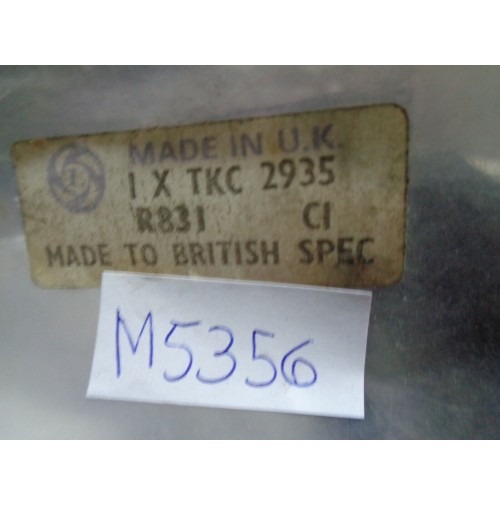 MADE IN U.K.
1 X TKC 2935
R831 C1
MADE TO BRITISH SPEC
M5356